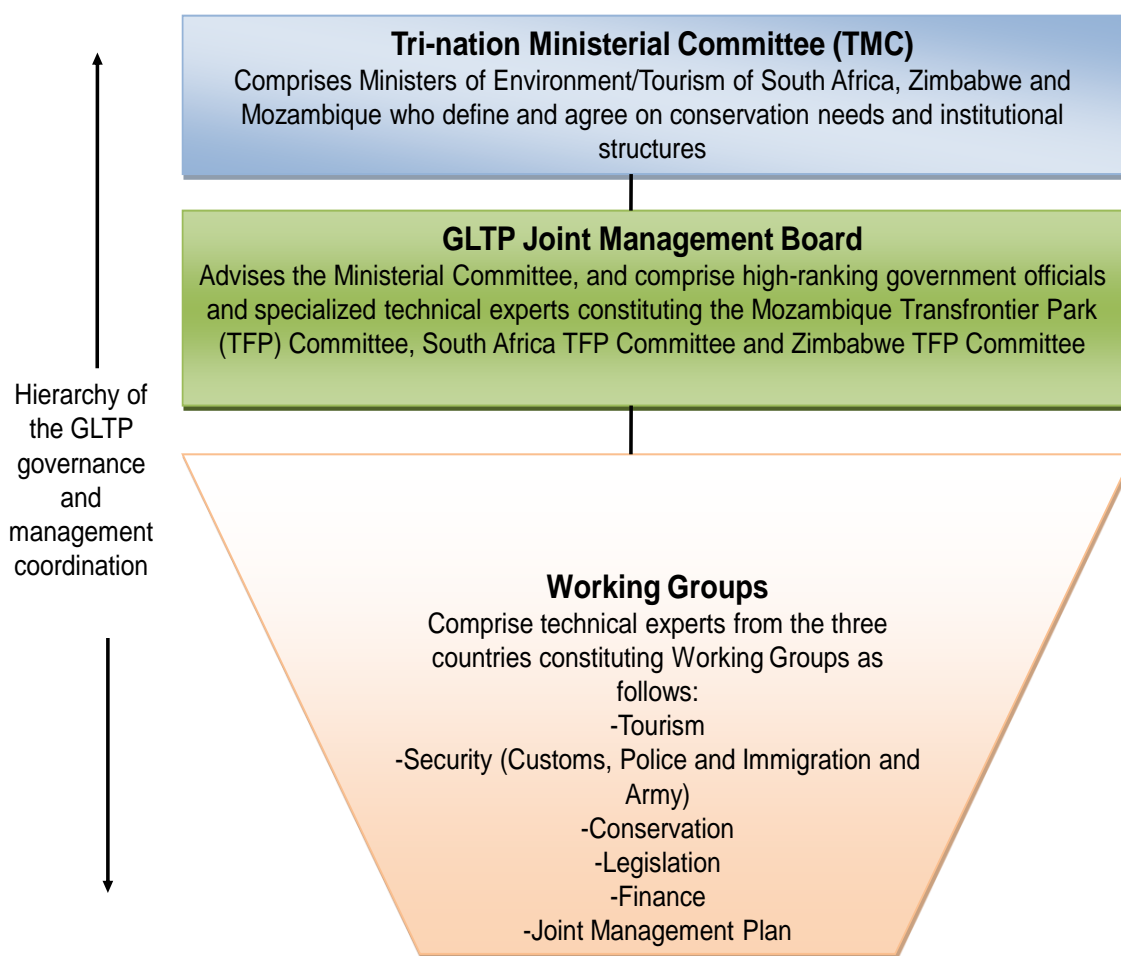 Tri-nation Ministerial Committee (TMC)
Comprises Ministers of Environment/Tourism of South Africa, Zimbabwe and
Mozambique who define and agree on conservation needs and institutional
structures
GLTP Joint Management Board
Advises the Ministerial Committee, and comprise high-ranking government officials
and specialized technical experts constituting the Mozambique Transfrontier Park
(TFP) Committee, South Africa TFP Committee and Zimbabwe TFP Committee
Hierarchy of
the GLTP
governance
and
management
coordination
Working Groups
Comprise technical experts from the three
countries constituting Working Groups as
follows:
-Tourism
-Security (Customs, Police and Immigration and
Army)
-Conservation
-Legislation
-Finance
-Joint Management Plan